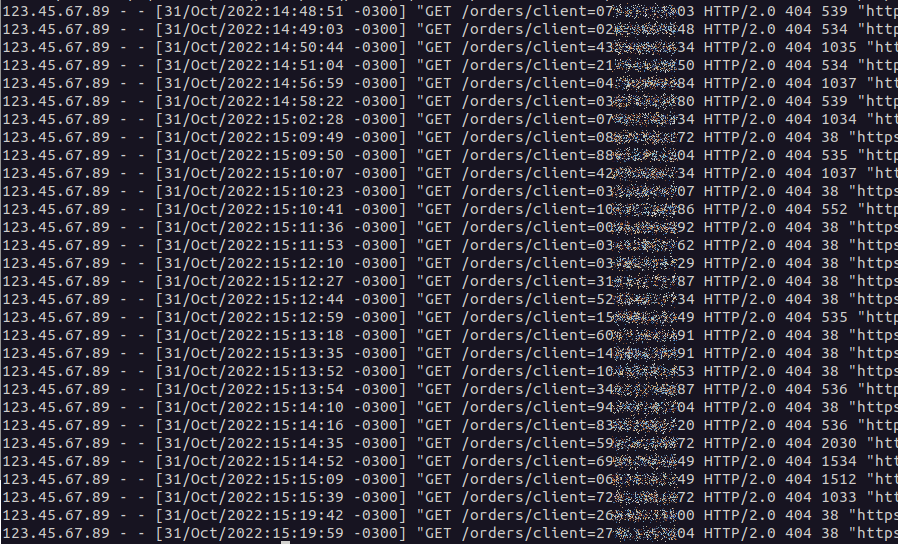 123.45.67.89 - - [31/Oct/2022:14:48:51 -0300] "GET /orders/client=07 03 HTTP/2.0 404 539 "http
123.45.67.89 - - [31/Oct/2022:14:49:03 -0300] "GET /orders/client=02 48 HTTP/2.0 404 534 "http
123.45.67.89 - - [31/Oct/2022:14:50:44 -0300] "GET /orders/client=43 34 HTTP/2.0 404 1035 "htt
123.45.67.89 - - [31/Oct/2022:14:51:04 -0300] "GET /orders/client=21 50 HTTP/2.0 404 534 "http
123.45.67.89 - - [31/Oct/2022:14:56:59 -0300] "GET /orders/client=04 84 HTTP/2.0 404 1037 "htt
123.45.67.89 - - [31/Oct/2022:14:58:22 -0300] "GET /orders/client=03 80 HTTP/2.0 404 539 "http
123.45.67.89 - - [31/Oct/2022:15:02:28 -0300] "GET /orders/client=07 34 HTTP/2.0 404 1034 "htt
123.45.67.89 - - [31/Oct/2022:15:09:49 -0300] "GET /orders/client=08 72 HTTP/2.0 404 38 "https
123.45.67.89 - - [31/Oct/2022:15:09:50 -0300] "GET /orders/client=88 04 HTTP/2.0 404 535 "http
123.45.67.89 - - [31/Oct/2022:15:10:07 -0300] "GET /orders/client=42 34 HTTP/2.0 404 1037 "htt
123.45.67.89 - - [31/Oct/2022:15:10:23 -0300] "GET /orders/client=03 07 HTTP/2.0 404 38 "https
123.45.67.89 - - [31/Oct/2022:15:10:41 -0300] "GET /orders/client=10 86 HTTP/2.0 404 552 "http
123.45.67.89 - - [31/Oct/2022:15:11:36 -0300] "GET /orders/client=00 92 HTTP/2.0 404 38 "https
123.45.67.89 - - [31/Oct/2022:15:11:53 -0300] "GET /orders/client=03 62 HTTP/2.0 404 38 "https
123.45.67.89 - - [31/Oct/2022:15:12:10 -0300] "GET /orders/client=03 29 HTTP/2.0 404 38 "https
123.45.67.89 - - [31/Oct/2022:15:12:27 -0300] "GET /orders/client=31 87 HTTP/2.0 404 38 "https
123.45.67.89 - - [31/Oct/2022:15:12:44 -0300] "GET /orders/client=52 34 HTTP/2.0 404 38 "https
123.45.67.89 - - [31/Oct/2022:15:12:59 -0300] "GET /orders/client=15 49 HTTP/2.0 404 535 "http
123.45.67.89 - - [31/Oct/2022:15:13:18 -0300] "GET /orders/client=60 91 HTTP/2.0 404 38 "https
123.45.67.89 - - [31/Oct/2022:15:13:35 -0300] "GET /orders/client=14 91 HTTP/2.0 404 38 "https
123.45.67.89 - - [31/Oct/2022:15:13:52 -0300] "GET /orders/client=10 53 HTTP/2.0 404 38 "https
123.45.67.89 - - [31/Oct/2022:15:13:54 -0300] "GET /orders/client=34 87 HTTP/2.0 404 536 "http
123.45.67.89 - - [31/Oct/2022:15:14:10 -0300] "GET /orders/client=94 04 HTTP/2.0 404 38 "https
123.45.67.89 - - [31/Oct/2022:15:14:16 -0300] "GET /orders/client=83 20 HTTP/2.0 404 536 "http
123.45.67.89 - - [31/Oct/2022:15:14:35 -0300] "GET /orders/client=59 72 HTTP/2.0 404 2030 "htt
123.45.67.89 - - [31/Oct/2022:15:14:52 -0300] "GET /orders/client=69 49 HTTP/2.0 404 1534 "htt
123.45.67.89 - - [31/Oct/2022:15:15:09 -0300] "GET /orders/client=06 49 HTTP/2.0 404 1512 "htt
123.45.67.89 - - [31/Oct/2022:15:15:39 -0300] "GET /orders/client=72 72 HTTP/2.0 404 1033 "htt
123.45.67.89 - - [31/Oct/2022:15:19:42 -0300] "GET /orders/client=26 00 HTTP/2.0 404 38 "https
123.45.67.89 - - [31/Oct/2022:15:19:59 -0300] "GET /orders/client=27 04 HTTP/2.0 404 38 "https